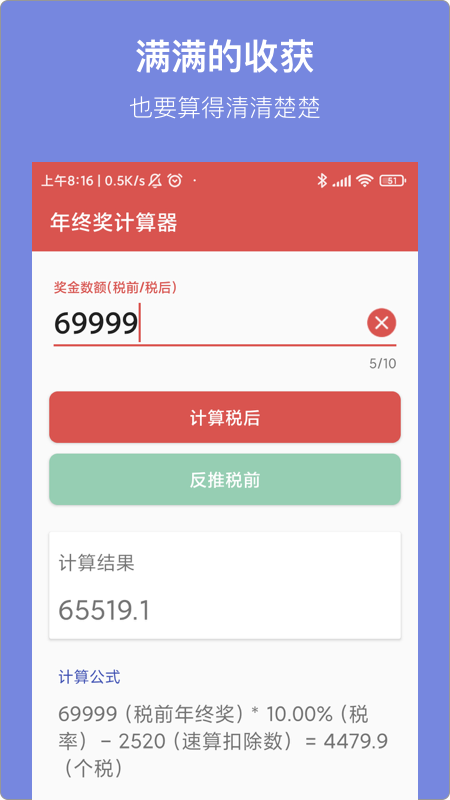 满满的收获
也要算得清清楚楚
上午8:16 | 0.5K/s
51
年终奖计算器
奖金数额(税前/税后)
69999
5/10
计算税后
反推税前
计算结果
65519.1
计算公式
69999（税前年终奖）* 10.00%（税
率）- 2520（速算扣除数）= 4479.9
（个税）